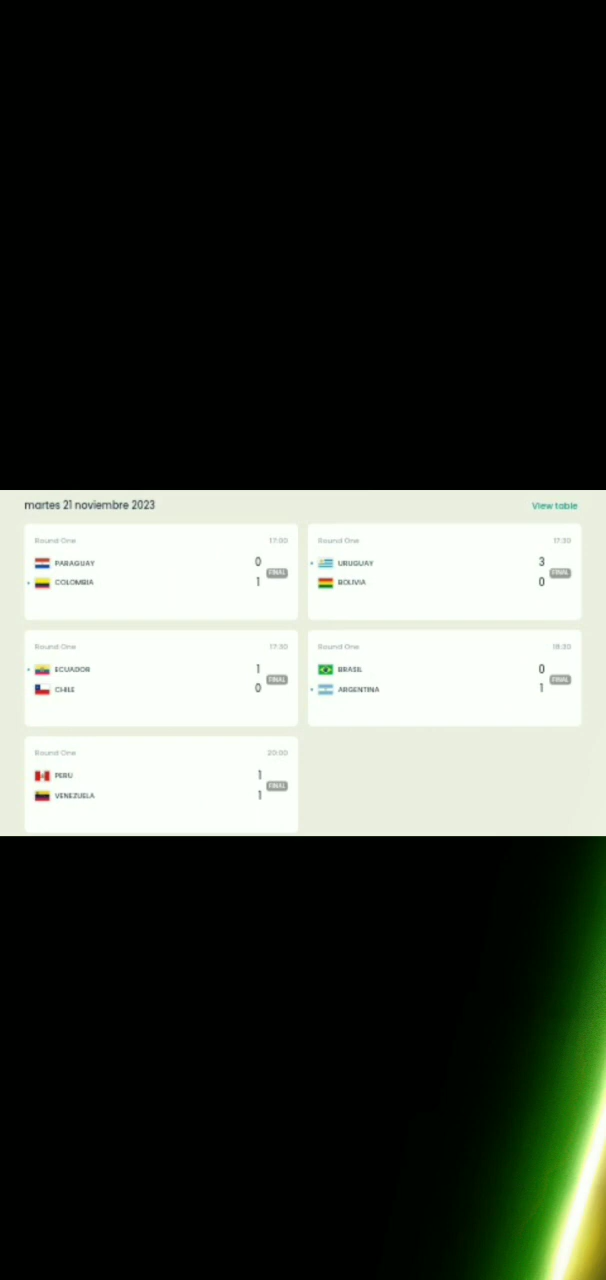 martes 21 noviembre 2023
View table
Round One 17:00
PARAGUAY 0
FINAL
COLOMBIA 1
Round One 17:30
URUGUAY 3
FINAL
BOLIVIA 0
Round One 17:30
ECUADOR 1
FINAL
CHILE 0
Round One 18:30
BRASIL 0
FINAL
ARGENTINA 1
Round One 20:00
PERU 1
FINAL
VENEZUELA 1